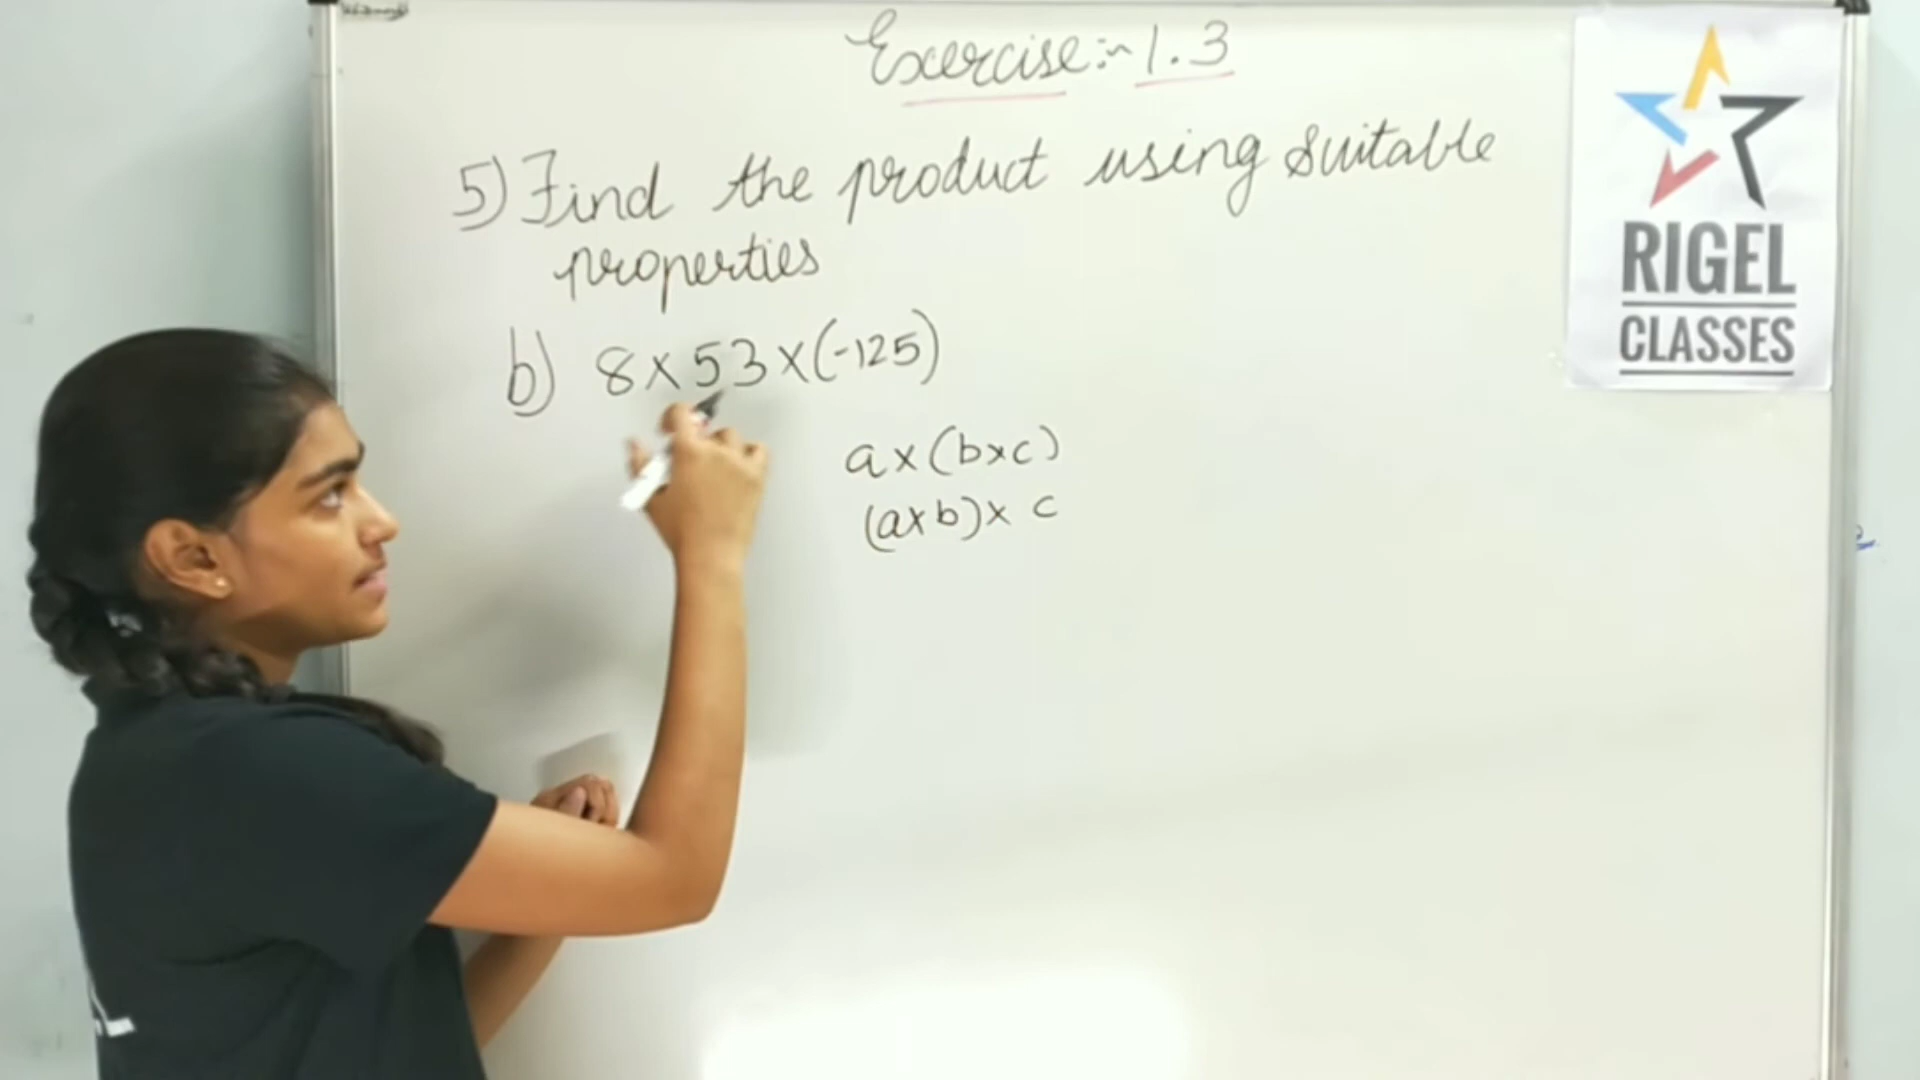 Exercise:- 1.3
5) Find the product using suitable
properties
b) 8 x 53 x (-125)
a x (b x c)
(a x b) x c
RIGEL
CLASSES